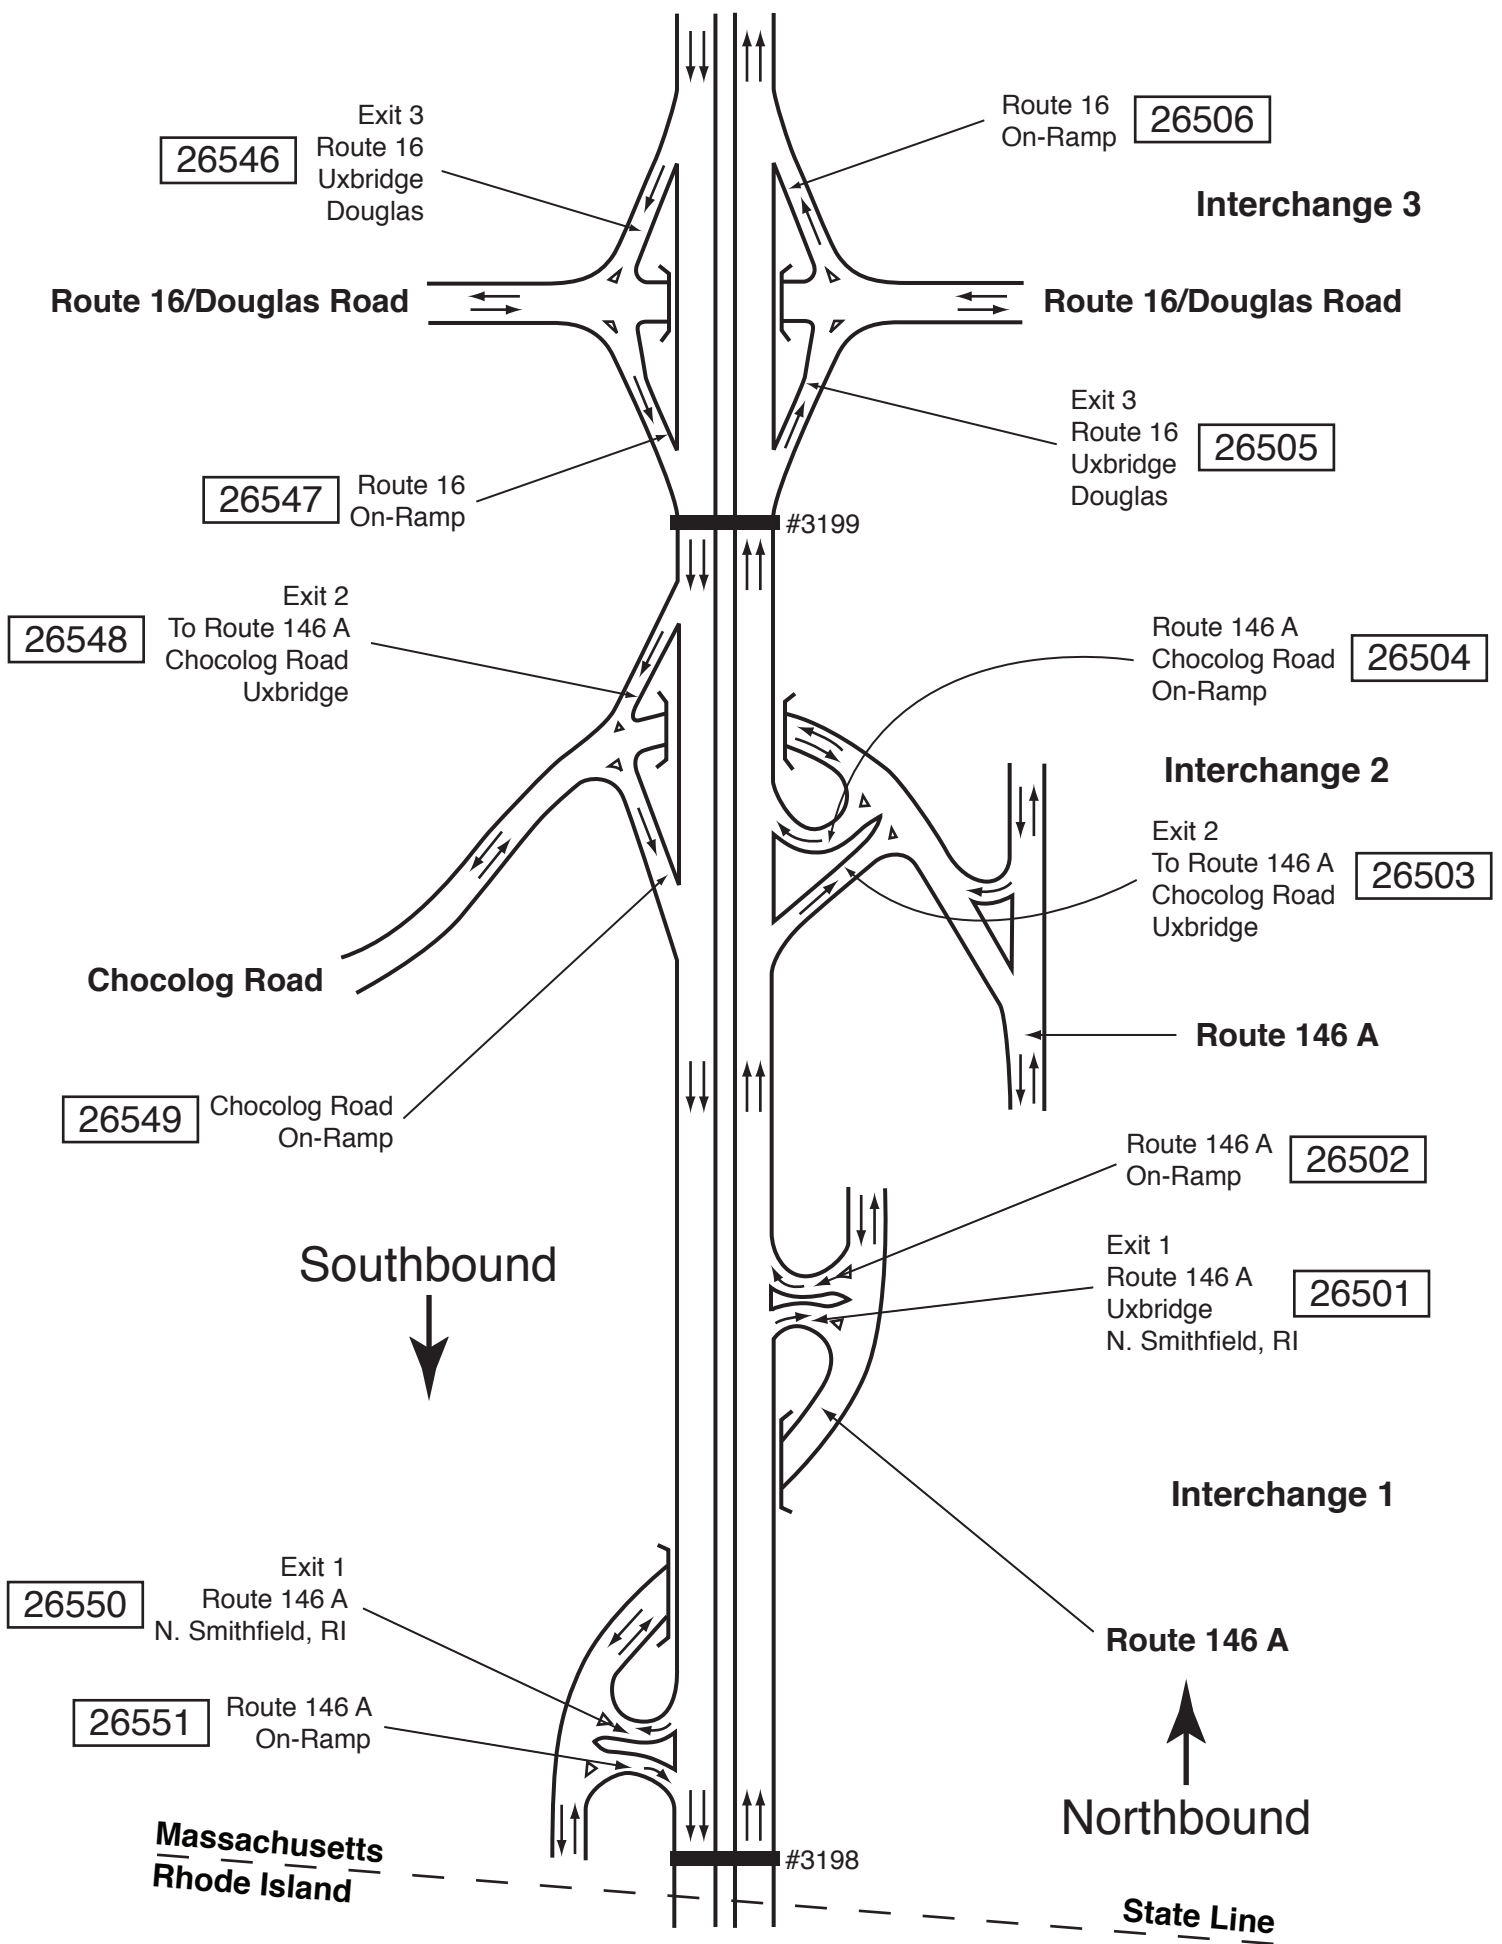 Exit 3
Route 16
Uxbridge
Douglas
26546
Route 16
On-Ramp
26506
Interchange 3
Route 16/Douglas Road
Route 16/Douglas Road
Exit 3
Route 16
Uxbridge
Douglas
26505
26547
Route 16
On-Ramp
#3199
Exit 2
To Route 146 A
Chocolog Road
Uxbridge
26548
Route 146 A
Chocolog Road
On-Ramp
26504
Interchange 2
Exit 2
To Route 146 A
Chocolog Road
Uxbridge
26503
Chocolog Road
Route 146 A
26549
Chocolog Road
On-Ramp
Route 146 A
On-Ramp
26502
Southbound
Exit 1
Route 146 A
Uxbridge
N. Smithfield, RI
26501
Interchange 1
Exit 1
Route 146 A
N. Smithfield, RI
26550
Route 146 A
26551
Route 146 A
On-Ramp
Northbound
Massachusetts
Rhode Island
#3198
State Line